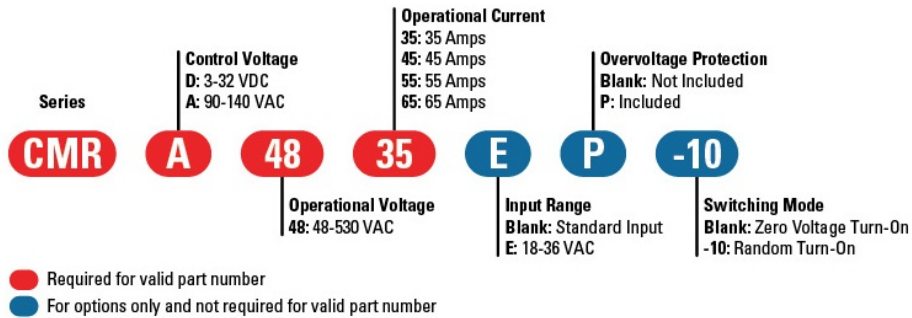 Operational Current
35: 35 Amps
45: 45 Amps
55: 55 Amps
65: 65 Amps
Control Voltage
D: 3-32 VDC
A: 90-140 VAC
Overvoltage Protection
Blank: Not Included
P: Included
Series
CMR A 48 35 E P -10
Operational Voltage
48: 48-530 VAC
Input Range
Blank: Standard Input
E: 18-36 VAC
Switching Mode
Blank: Zero Voltage Turn-On
-10: Random Turn-On
Required for valid part number
For options only and not required for valid part number